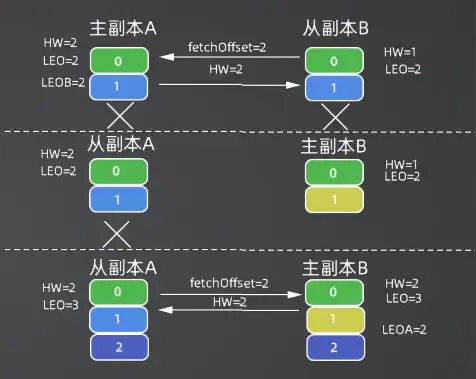 主副本A
从副本B
HW=2
LEO=2
LEOB=2
0
1
fetchOffset=2
HW=2
0
1
HW=1
LEO=2
从副本A
主副本B
HW=2
LEO=2
0
1
0
1
HW=1
LEO=2
从副本A
主副本B
HW=2
LEO=3
0
1
2
fetchOffset=2
HW=2
0
1
2
HW=2
LEO=3
LEOA=2